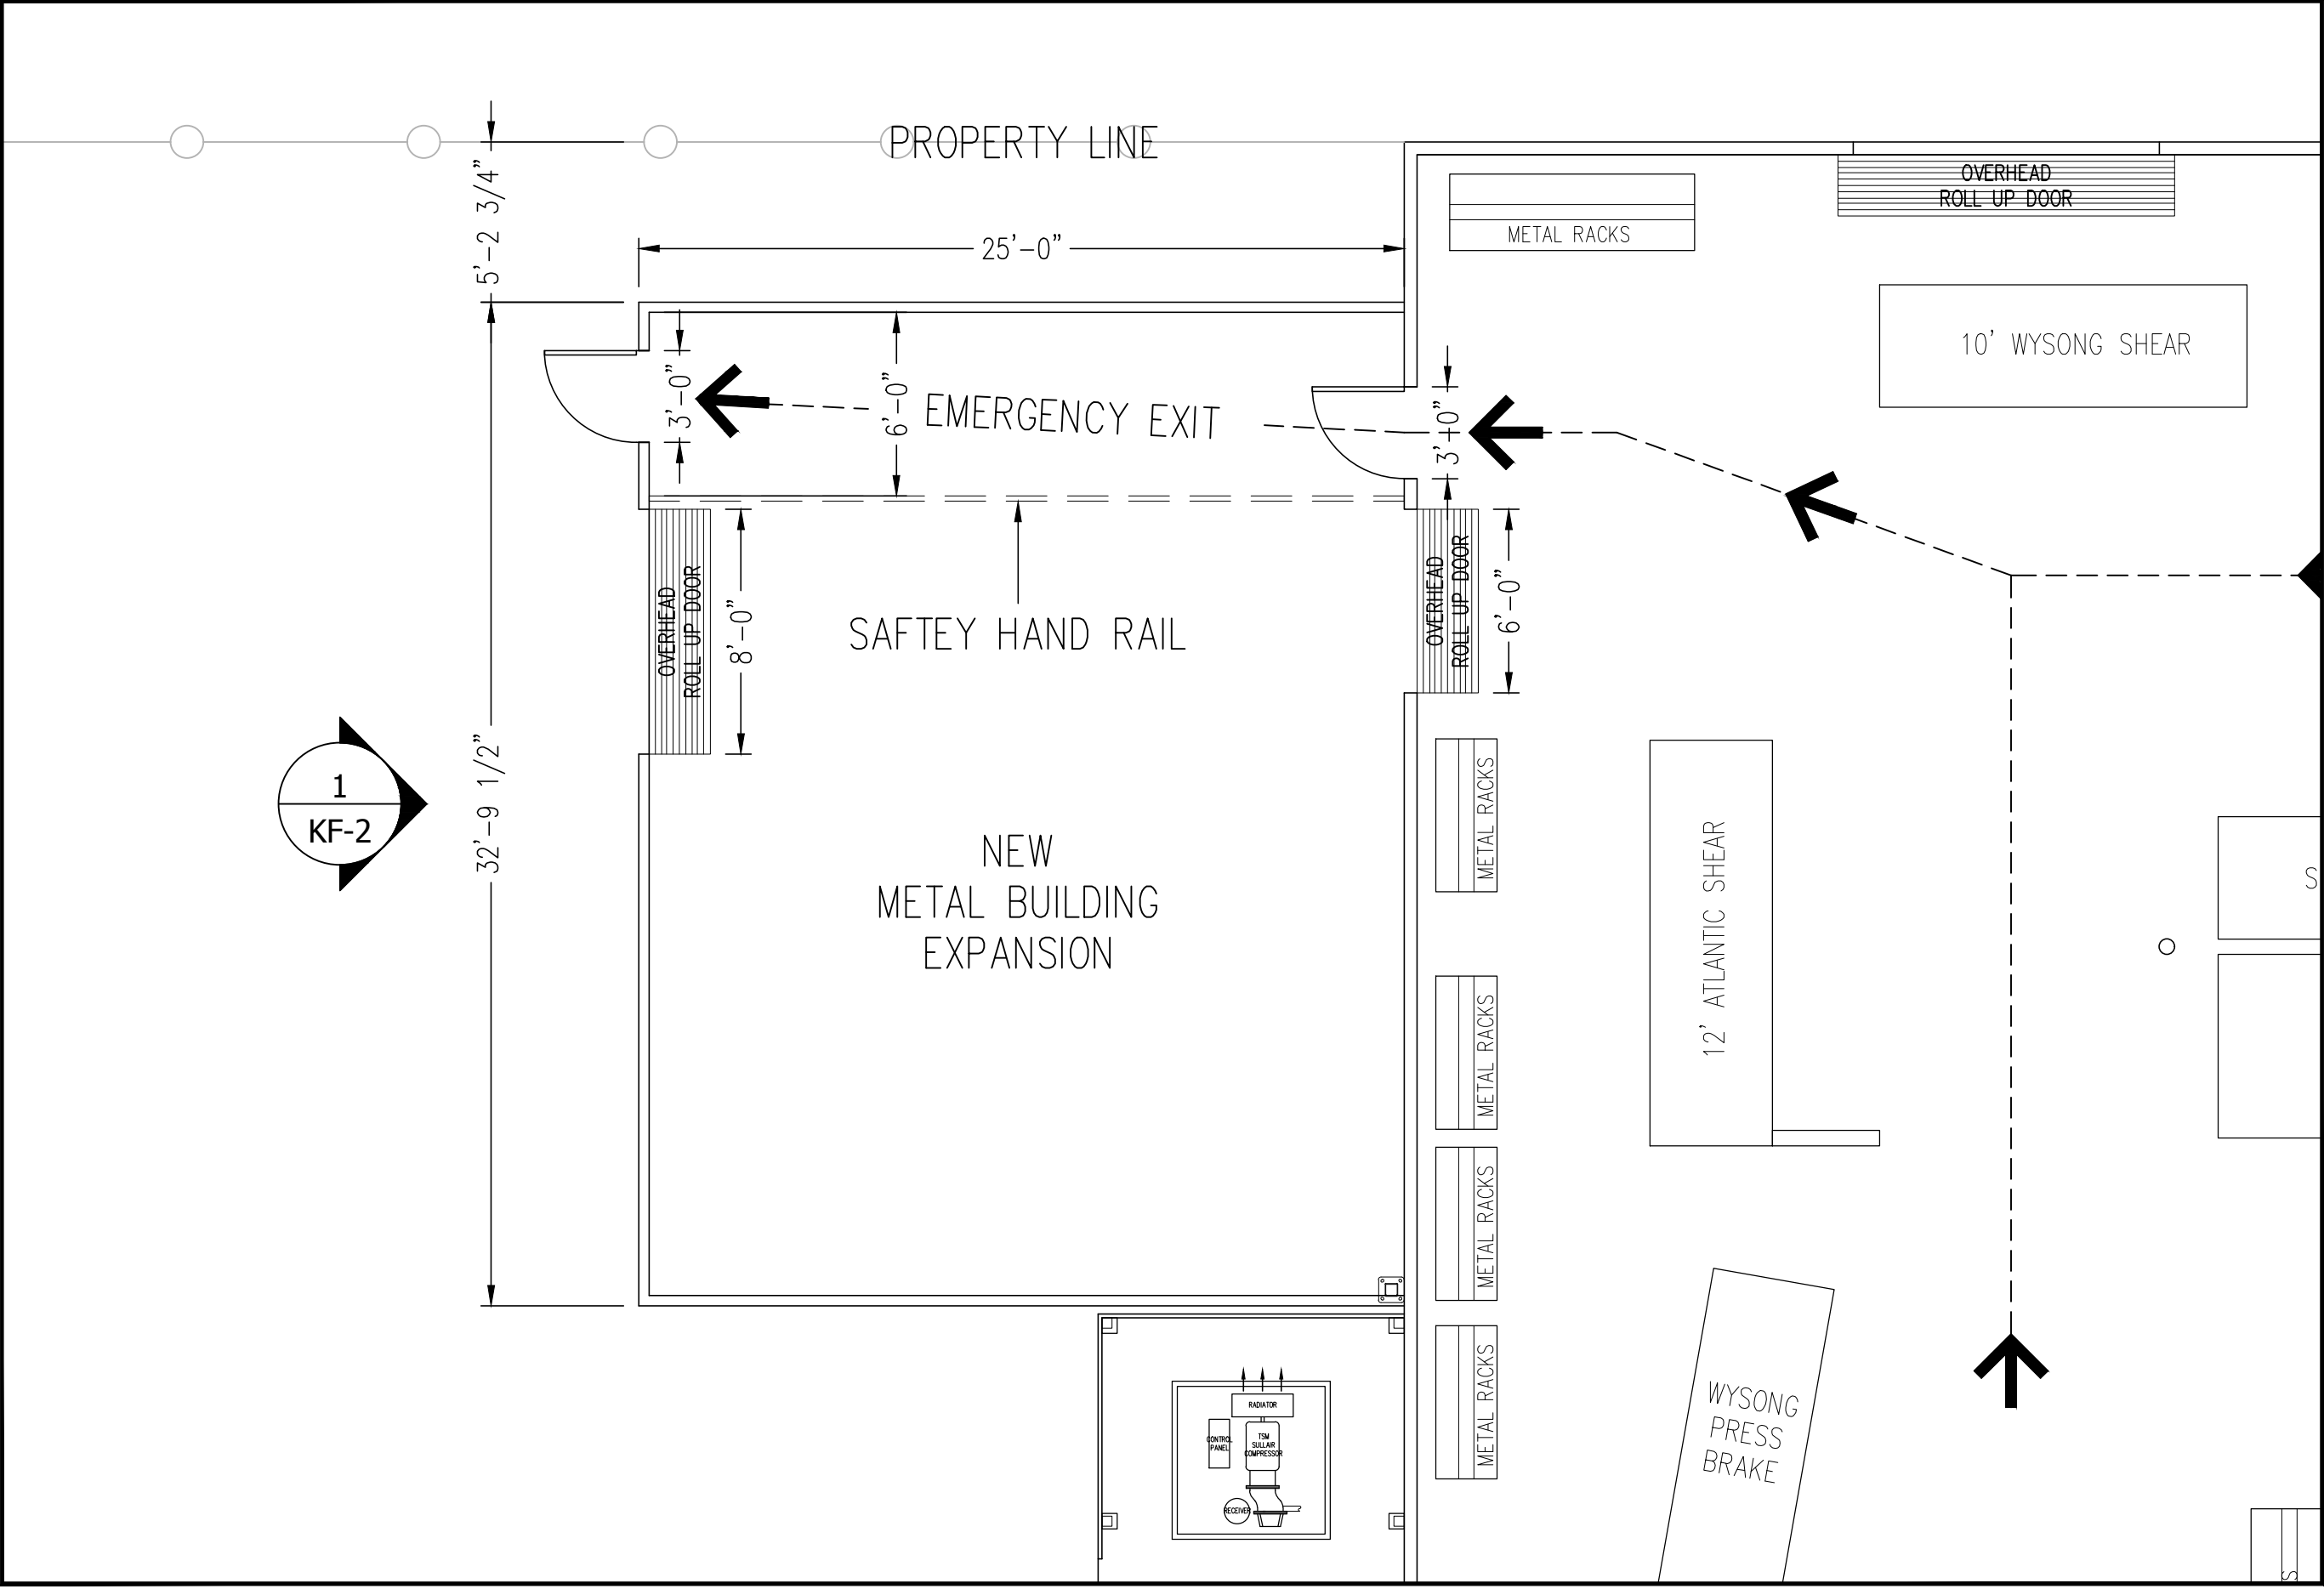 PROPERTY LINE
5'-2 3/4"
25'-0"
OVERHEAD
ROLL UP DOOR
METAL RACKS
10' WYSONG SHEAR
3'-0"
6'-0"
EMERGENCY EXIT
3'-0"
OVERHEAD
ROLL UP DOOR
8'-0"
SAFTEY HAND RAIL
OVERHEAD
ROLL UP DOOR
6'-0"
1
KF-2
32'-9 1/2"
NEW
METAL BUILDING
EXPANSION
METAL RACKS
12' ATLANTIC SHEAR
S
METAL RACKS
METAL RACKS
METAL RACKS
WYSONG
PRESS
BRAKE
RADIATOR
CONTROL
PANEL
TSM
SULLAIR
COMPRESSOR
RECEIVER
S